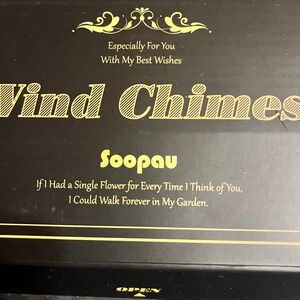 Especially For You
With My Best Wishes
Wind Chimes
Soopau
If I Had a Single Flower for Every Time I Think of You,
I Could Walk Forever in My Garden.
OPEN